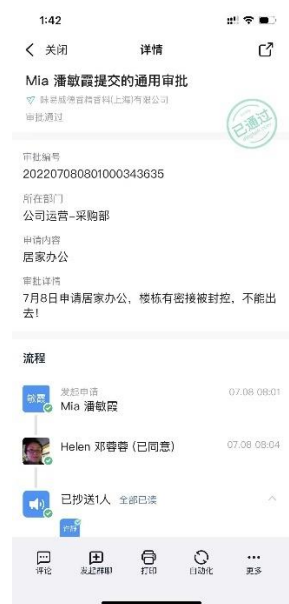 1:42
关闭
详情
Mia 潘敏霞提交的通用审批
审批通过
已通过
审批编号
202207080801000343635
所在部门
公司运营-采购部
申请内容
居家办公
审批详情
7月8日申请居家办公，楼栋有密接被封控，不能出
去！
流程
敏霞
发起申请
07.08 08:01
Mia 潘敏霞
Helen 邓蓉蓉 (已同意)
07.08 08:04
已抄送1人 全部已读
评论
发起群聊
打印
自动化
更多